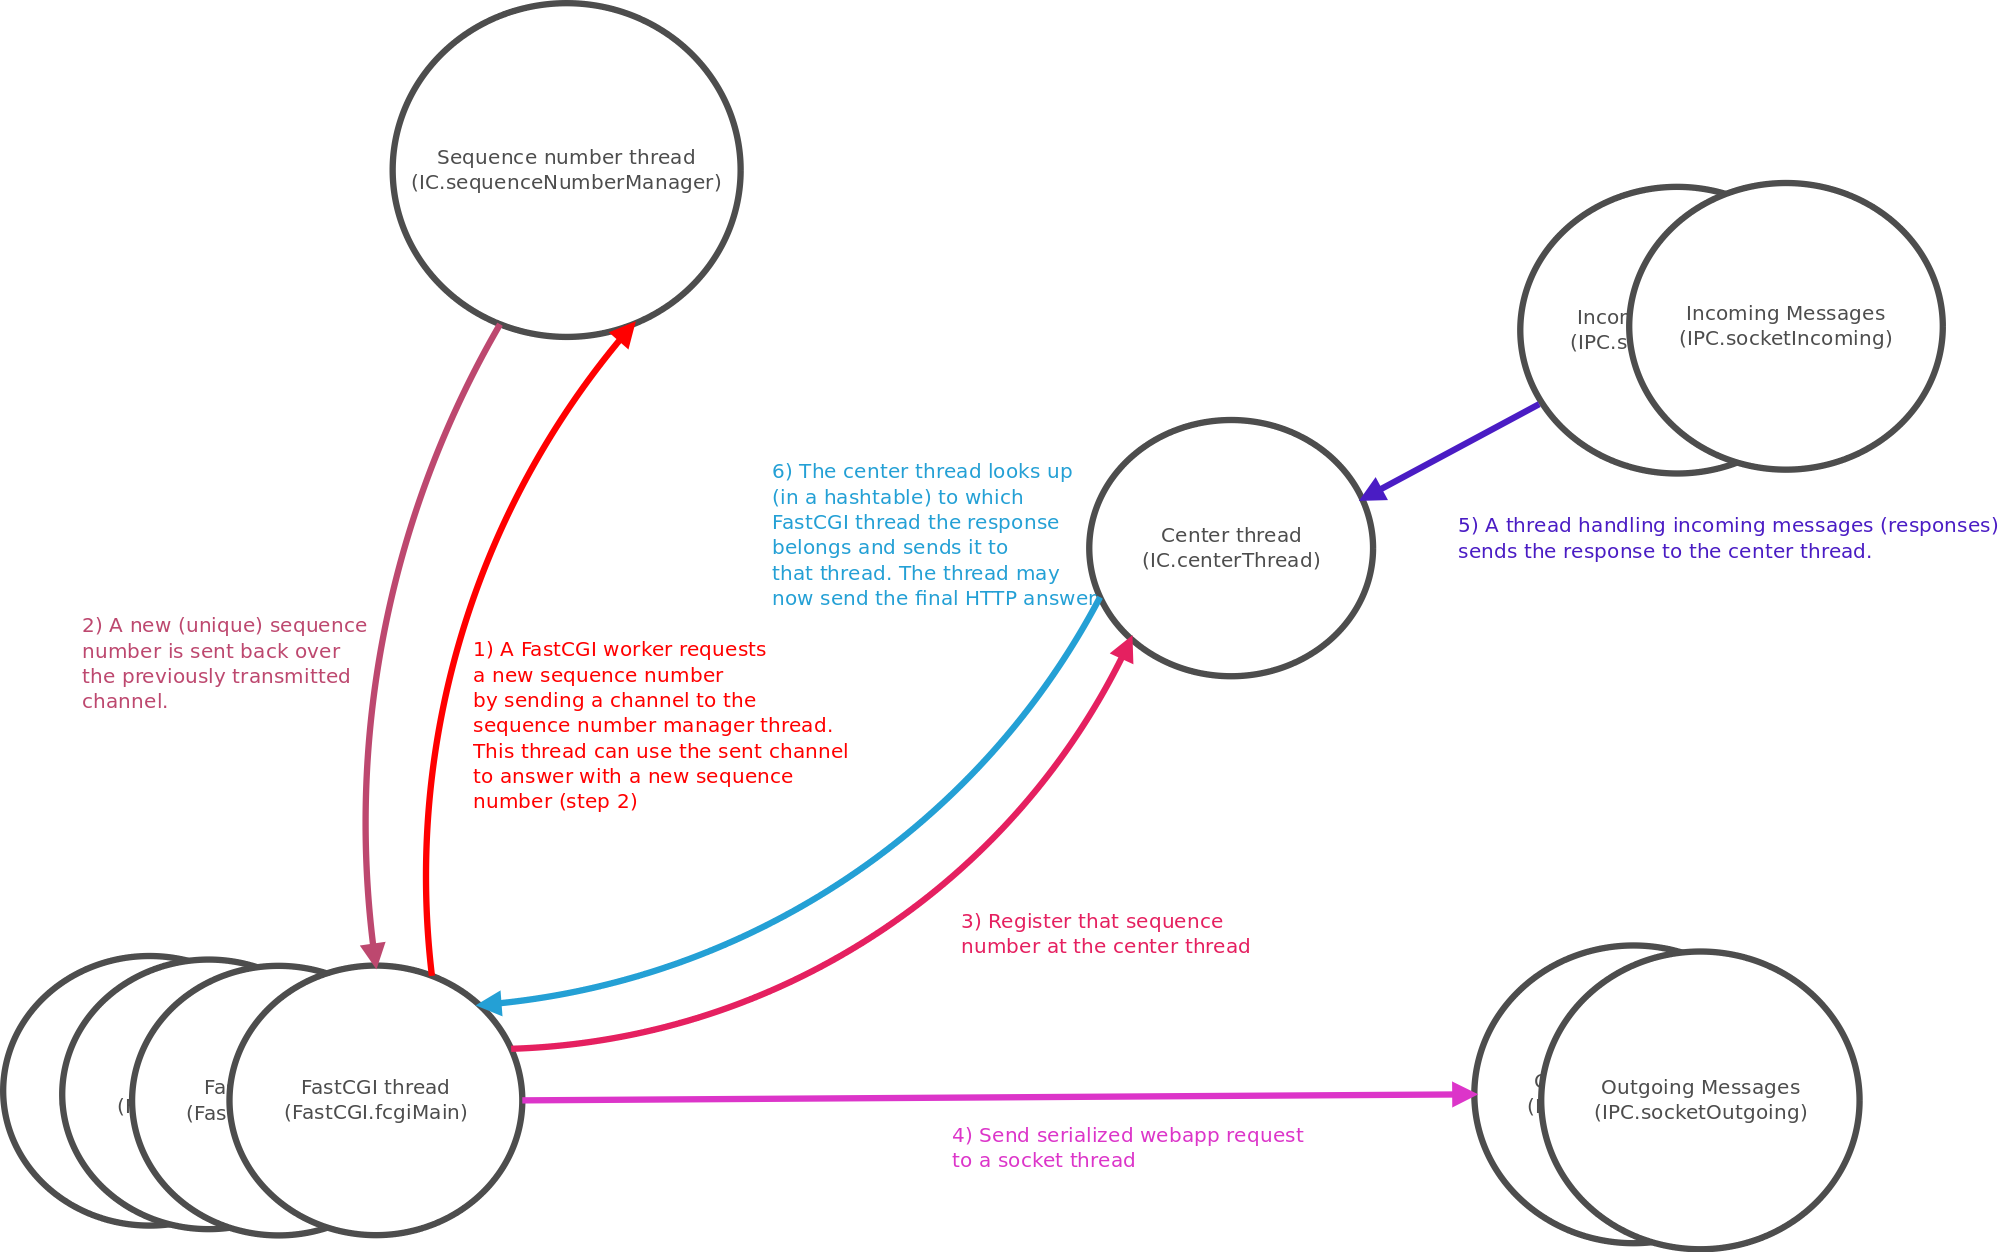 Sequence number thread
(IC.sequenceNumberManager)
Incoming Messages
(IPC.socketIncoming)
6) The center thread looks up
(in a hashtable) to which
FastCGI thread the response
belongs and sends it to
that thread. The thread may
now send the final HTTP answer
Center thread
(IC.centerThread)
5) A thread handling incoming messages (responses)
sends the response to the center thread.
2) A new (unique) sequence
number is sent back over
the previously transmitted
channel.
1) A FastCGI worker requests
a new sequence number
by sending a channel to the
sequence number manager thread.
This thread can use the sent channel
to answer with a new sequence
number (step 2)
3) Register that sequence
number at the center thread
FastCGI thread
(FastCGI.fcgiMain)
Outgoing Messages
(IPC.socketOutgoing)
4) Send serialized webapp request
to a socket thread